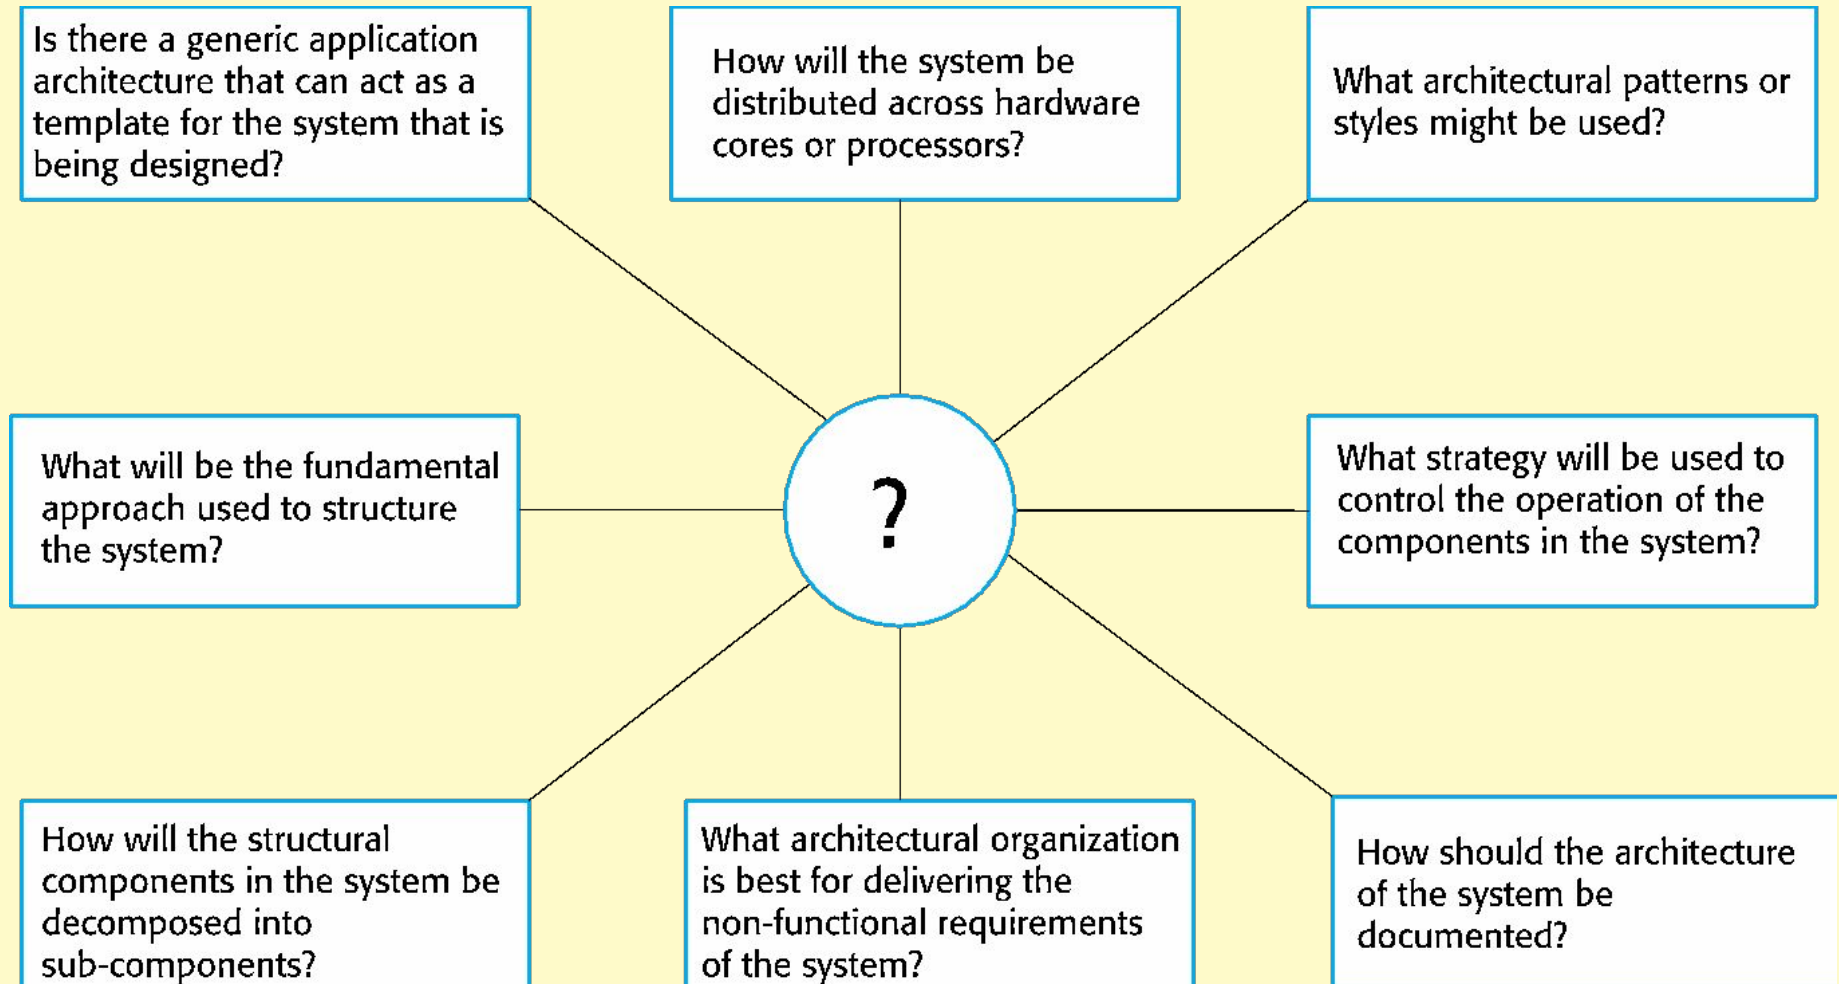 Is there a generic application
architecture that can act as a
template for the system that is
being designed?
How will the system be
distributed across hardware
cores or processors?
What architectural patterns or
styles might be used?
What will be the fundamental
approach used to structure
the system?
?
What strategy will be used to
control the operation of the
components in the system?
How will the structural
components in the system be
decomposed into
sub-components?
What architectural organization
is best for delivering the
non-functional requirements
of the system?
How should the architecture
of the system be
documented?